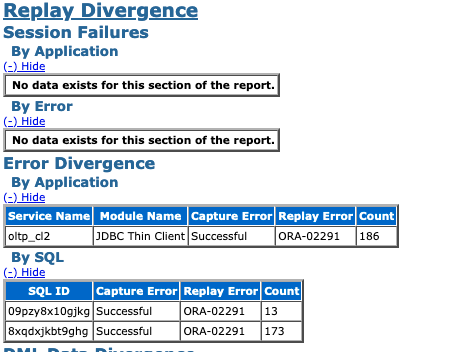 Replay Divergence
Session Failures
By Application
(-) Hide
No data exists for this section of the report.
By Error
(-) Hide
No data exists for this section of the report.
Error Divergence
By Application
(-) Hide
Service Name Module Name Capture Error Replay Error Count
oltp_cl2 JDBC Thin Client Successful ORA-02291 186
By SQL
(-) Hide
SQL ID Capture Error Replay Error Count
09pzy8x10gjkg Successful ORA-02291 13
8xqdxjkbt9ghg Successful ORA-02291 173
DML Data Divergence